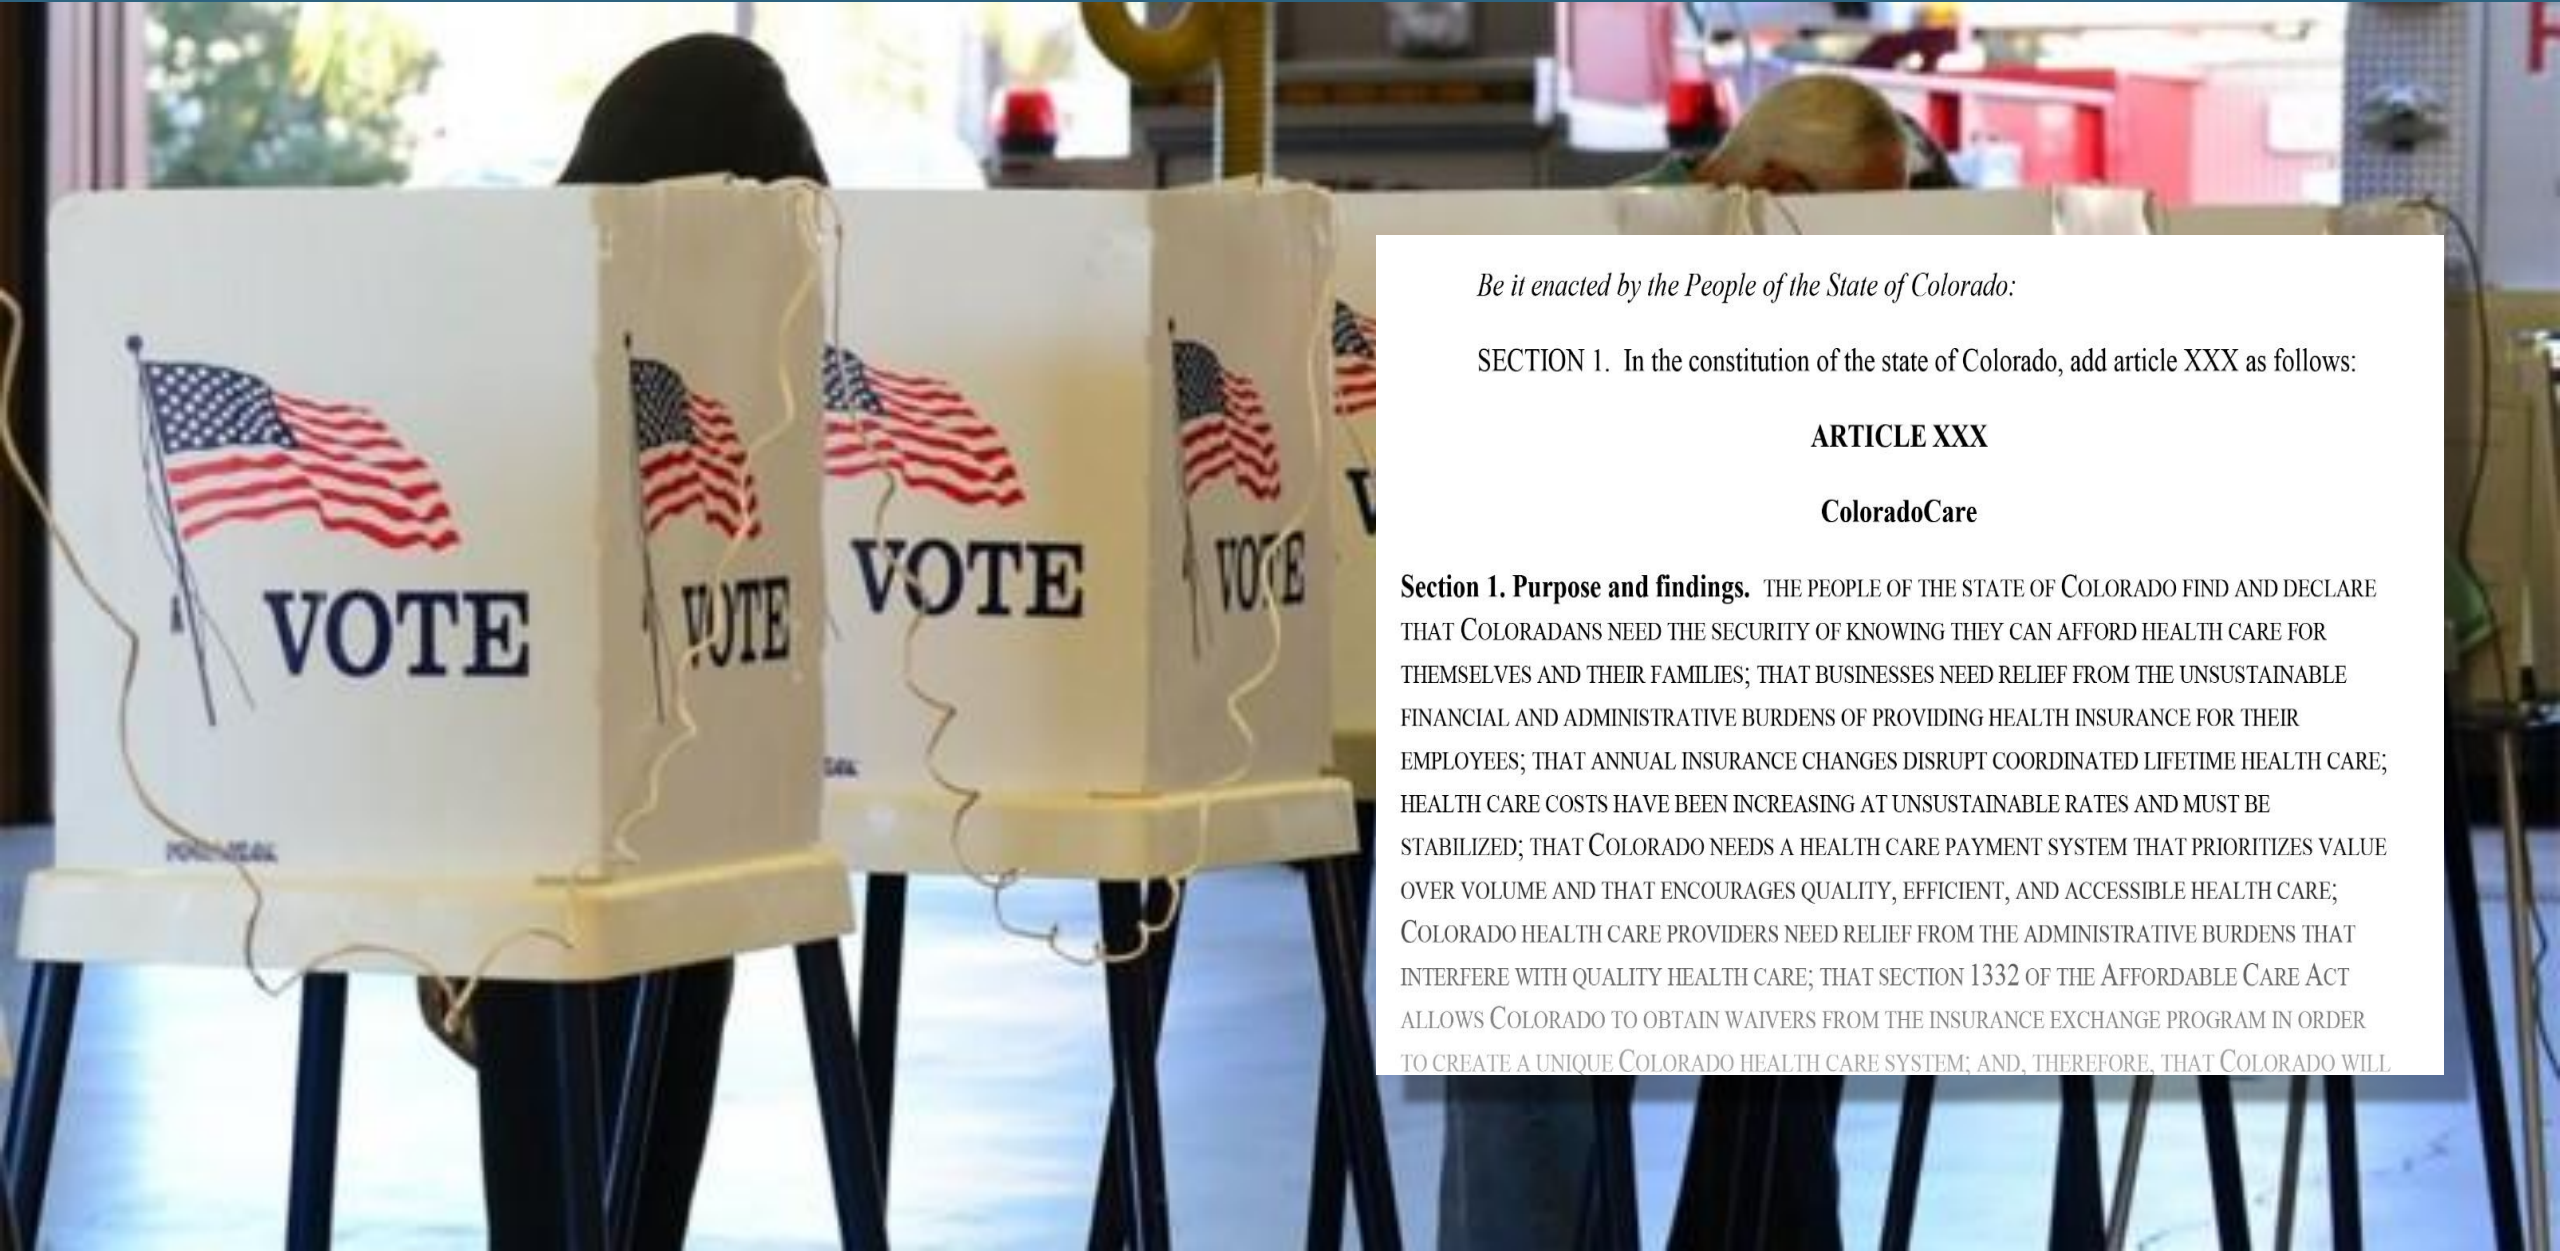 VOTE
VOTE
VOTE
VOTE
Be it enacted by the People of the State of Colorado:
SECTION 1. In the constitution of the state of Colorado, add article XXX as follows:
ARTICLE XXX
ColoradoCare
Section 1. Purpose and findings. THE PEOPLE OF THE STATE OF COLORADO FIND AND DECLARE
THAT COLORADANS NEED THE SECURITY OF KNOWING THEY CAN AFFORD HEALTH CARE FOR
THEMSELVES AND THEIR FAMILIES; THAT BUSINESSES NEED RELIEF FROM THE UNSUSTAINABLE
FINANCIAL AND ADMINISTRATIVE BURDENS OF PROVIDING HEALTH INSURANCE FOR THEIR
EMPLOYEES; THAT ANNUAL INSURANCE CHANGES DISRUPT COORDINATED LIFETIME HEALTH CARE;
HEALTH CARE COSTS HAVE BEEN INCREASING AT UNSUSTAINABLE RATES AND MUST BE
STABILIZED; THAT COLORADO NEEDS A HEALTH CARE PAYMENT SYSTEM THAT PRIORITIZES VALUE
OVER VOLUME AND THAT ENCOURAGES QUALITY, EFFICIENT, AND ACCESSIBLE HEALTH CARE;
COLORADO HEALTH CARE PROVIDERS NEED RELIEF FROM THE ADMINISTRATIVE BURDENS THAT
INTERFERE WITH QUALITY HEALTH CARE; THAT SECTION 1332 OF THE AFFORDABLE CARE ACT
ALLOWS COLORADO TO OBTAIN WAIVERS FROM THE INSURANCE EXCHANGE PROGRAM IN ORDER
TO CREATE A UNIQUE COLORADO HEALTH CARE SYSTEM; AND, THEREFORE, THAT COLORADO WILL